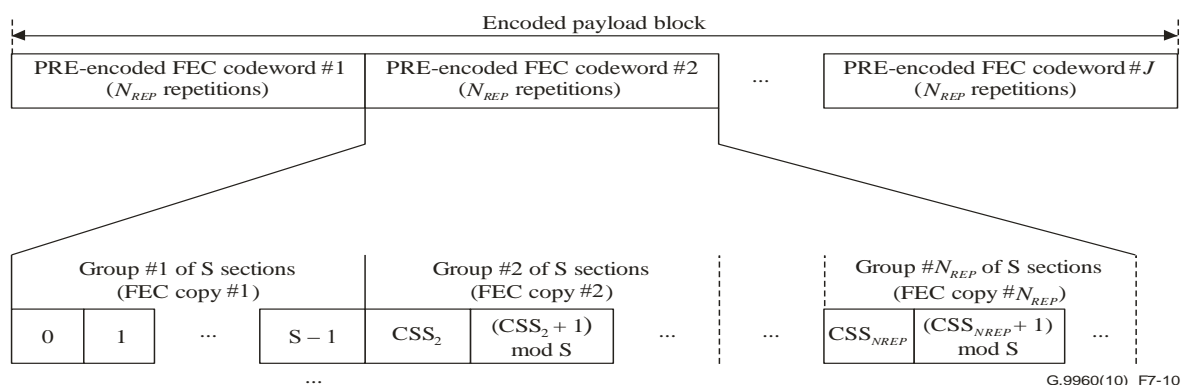 Encoded payload block
PRE-encoded FEC codeword #1
(N_REP repetitions)
PRE-encoded FEC codeword #2
(N_REP repetitions)
...
PRE-encoded FEC codeword #J
(N_REP repetitions)
Group #1 of S sections
(FEC copy #1)
Group #2 of S sections
(FEC copy #2)
Group #N_REP of S sections
(FEC copy #N_REP)
0
1
...
S – 1
CSS₂
(CSS₂ + 1)
mod S
...
...
CSS_NREP
(CSS_NREP + 1)
mod S
...
...
G.9960(10)_F7-10